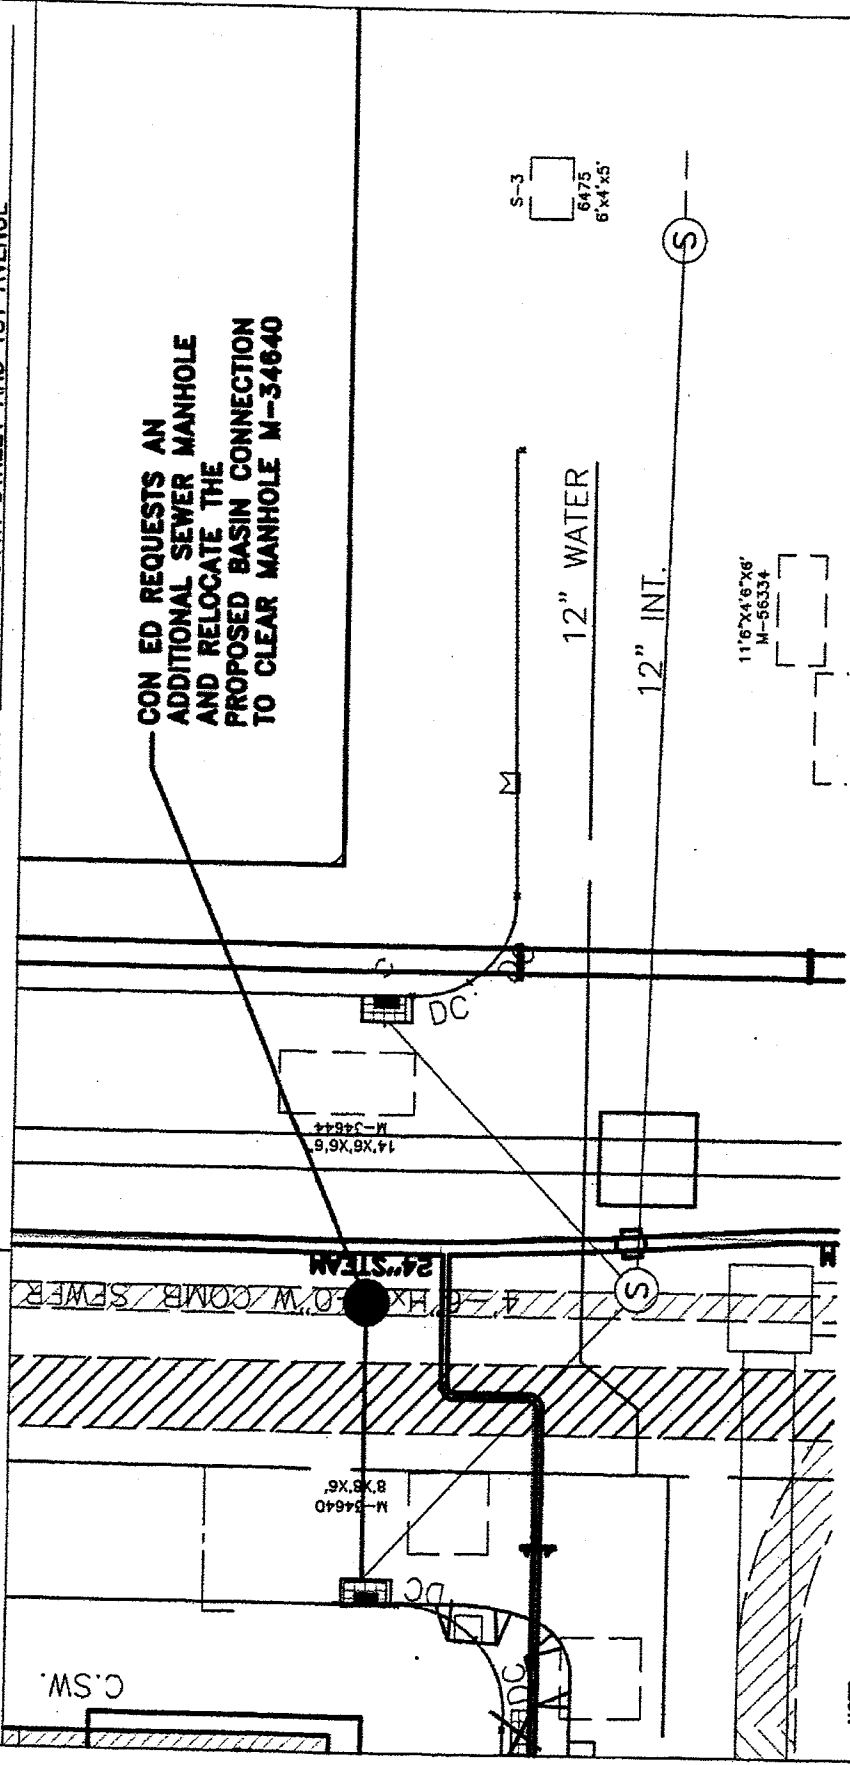 CON ED REQUESTS AN
ADDITIONAL SEWER MANHOLE
AND RELOCATE THE
PROPOSED BASIN CONNECTION
TO CLEAR MANHOLE M-34640
S-3
6475
6'x4'x5'
S
12" WATER
12" INT.
11'6"X4'6"X6'
M-56334
M
DC
M-34644
14'X6'X6'6"
24"STEAM
W COMB. SEWER
S
M
M-34640
8'X8'X6'
DC
DC
C.SW.